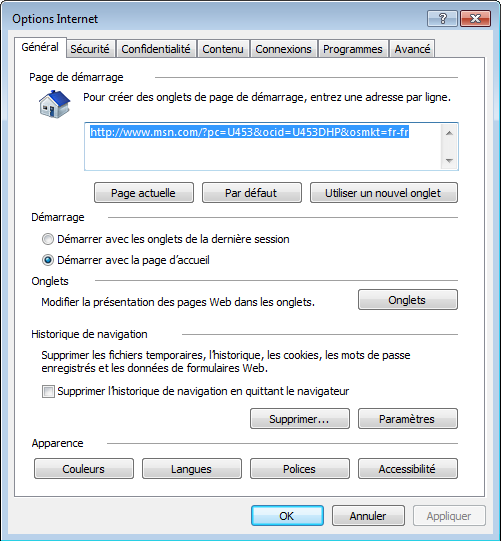 Options Internet
Général Sécurité Confidentialité Contenu Connexions Programmes Avancé
Page de démarrage
Pour créer des onglets de page de démarrage, entrez une adresse par ligne.
http://www.msn.com/?pc=U453&ocid=U453DHP&osmkt=fr-fr
Page actuelle Par défaut Utiliser un nouvel onglet
Démarrage
Démarrer avec les onglets de la dernière session
Démarrer avec la page d'accueil
Onglets
Modifier la présentation des pages Web dans les onglets. Onglets
Historique de navigation
Supprimer les fichiers temporaires, l'historique, les cookies, les mots de passe
enregistrés et les données de formulaires Web.
Supprimer l'historique de navigation en quittant le navigateur
Supprimer... Paramètres
Apparence
Couleurs Langues Polices Accessibilité
OK Annuler Appliquer